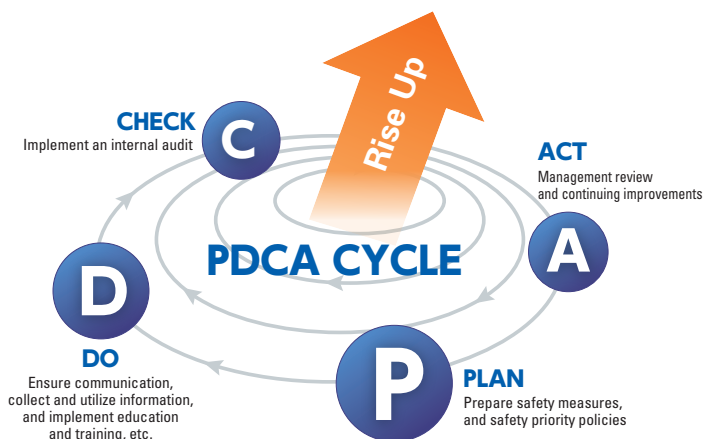 Rise Up
CHECK
Implement an internal audit
C
ACT
Management review
and continuing improvements
A
PDCA CYCLE
D
DO
Ensure communication,
collect and utilize information,
and implement education
and training, etc.
P
PLAN
Prepare safety measures,
and safety priority policies